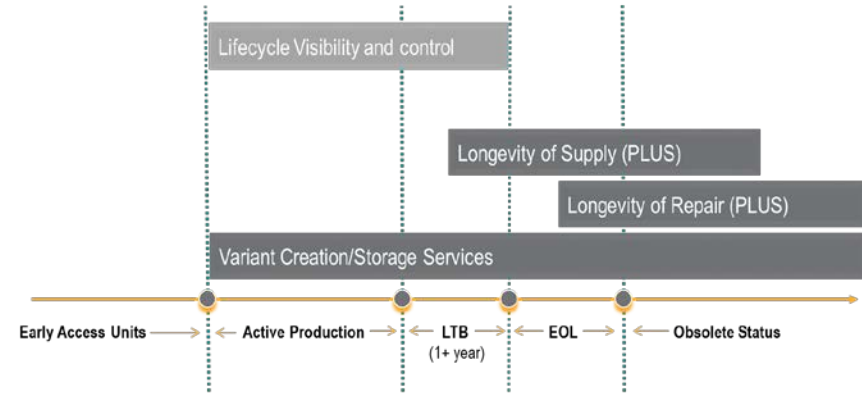 Lifecycle Visibility and control
Longevity of Supply (PLUS)
Longevity of Repair (PLUS)
Variant Creation/Storage Services
Early Access Units
Active Production
LTB
(1+ year)
EOL
Obsolete Status